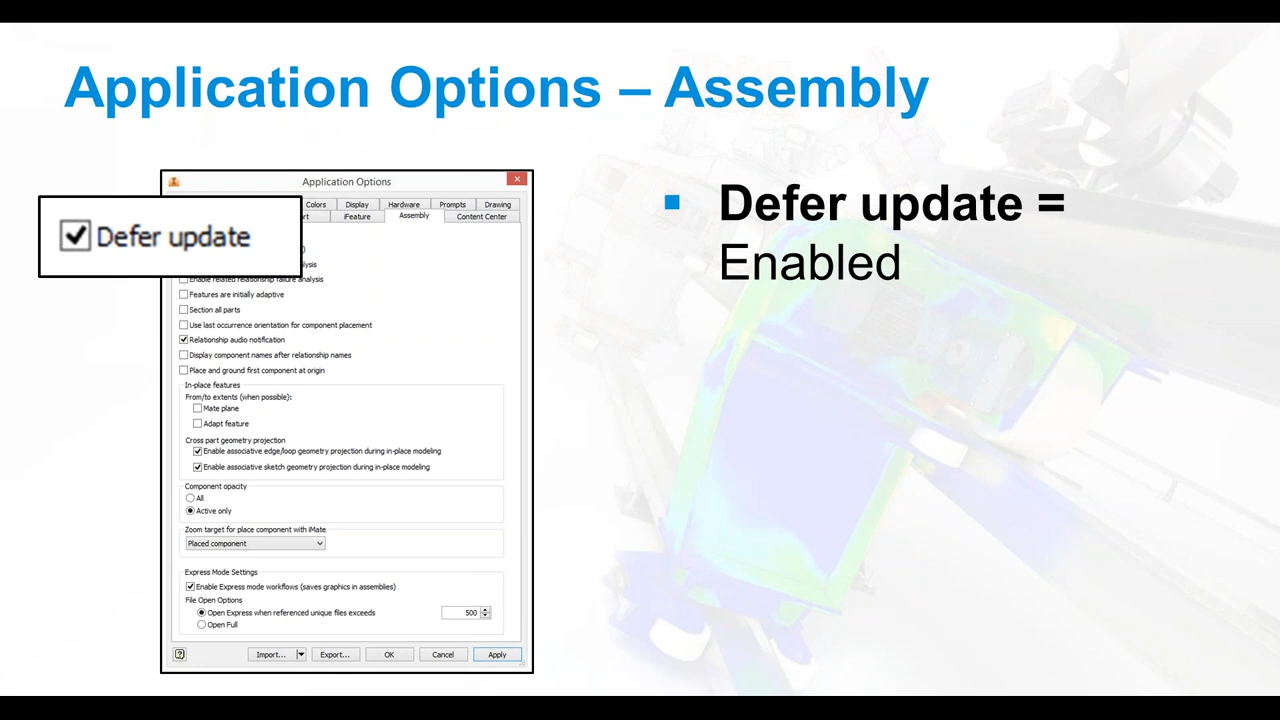 Application Options – Assembly
Application Options
Colors Display Hardware Prompts Drawing
iFeature Assembly Content Center
Defer update
Enable related relationship failure analysis
Features are initially adaptive
Section all parts
Use last occurrence orientation for component placement
Relationship audio notification
Display component names after relationship names
Place and ground first component at origin
In-place features
From/to extents (when possible):
Mate plane
Adapt feature
Cross part geometry projection
Enable associative edge/loop geometry projection during in-place modeling
Enable associative sketch geometry projection during in-place modeling
Component opacity
All
Active only
Zoom target for place component with iMate
Placed component
Express Mode Settings
Enable Express mode workflows (saves graphics in assemblies)
File Open Options
Open Express when referenced unique files exceeds 500
Open Full
Import... Export... OK Cancel Apply
Defer update =
Enabled